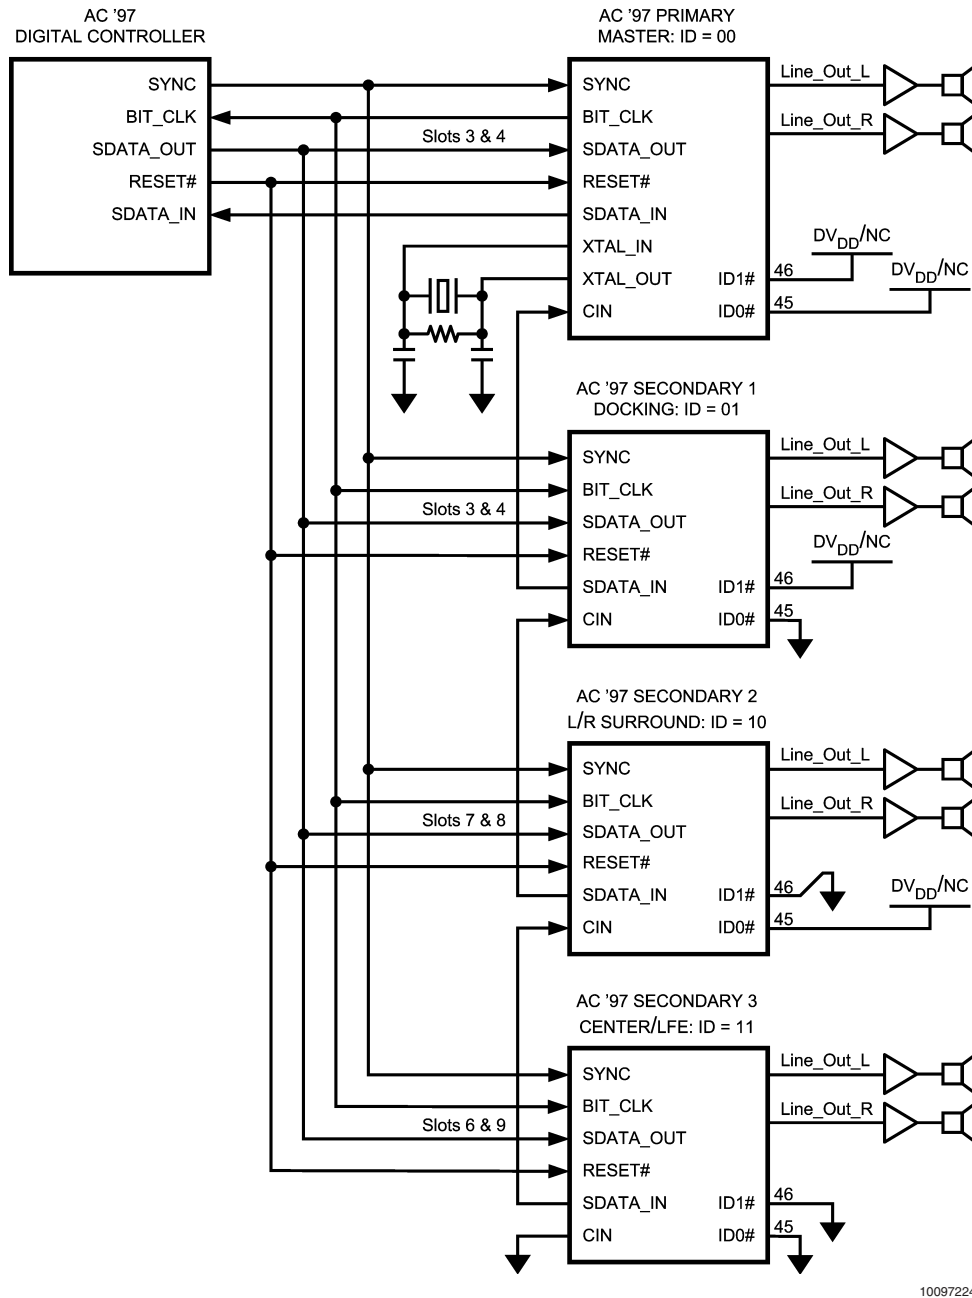 AC '97
DIGITAL CONTROLLER
SYNC
BIT_CLK
SDATA_OUT
RESET#
SDATA_IN
AC '97 PRIMARY
MASTER: ID = 00
SYNC
BIT_CLK
Slots 3 & 4
SDATA_OUT
RESET#
SDATA_IN
XTAL_IN
XTAL_OUT
CIN
ID1#
ID0#
Line_Out_L
Line_Out_R
46
DVDD/NC
45
DVDD/NC
AC '97 SECONDARY 1
DOCKING: ID = 01
SYNC
BIT_CLK
Slots 3 & 4
SDATA_OUT
RESET#
SDATA_IN
CIN
ID1#
ID0#
Line_Out_L
Line_Out_R
46
DVDD/NC
45
AC '97 SECONDARY 2
L/R SURROUND: ID = 10
SYNC
BIT_CLK
Slots 7 & 8
SDATA_OUT
RESET#
SDATA_IN
CIN
ID1#
ID0#
Line_Out_L
Line_Out_R
46
45
DVDD/NC
AC '97 SECONDARY 3
CENTER/LFE: ID = 11
SYNC
BIT_CLK
Slots 6 & 9
SDATA_OUT
RESET#
SDATA_IN
CIN
ID1#
ID0#
Line_Out_L
Line_Out_R
46
45
10097224